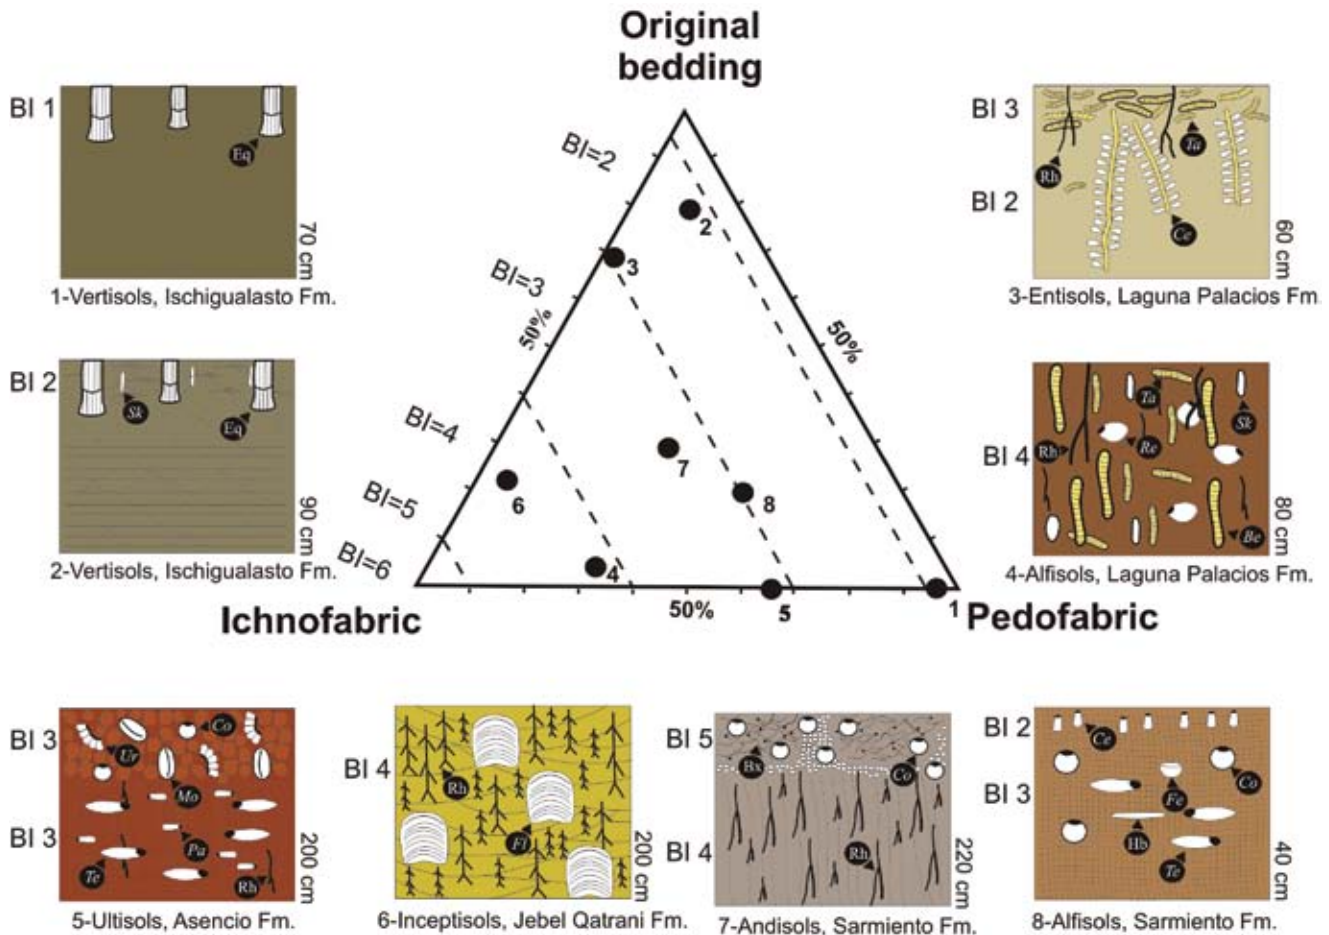 Original
bedding
BI 1
Eq
70 cm
1-Vertisols, Ischigualasto Fm.
BI 2
Sk
Eq
90 cm
2-Vertisols, Ischigualasto Fm.
BI=2
BI=3
50%
BI=4
BI=5
BI=6
50%
2
3
7
8
6
4
50%
5
1
Ichnofabric
Pedofabric
BI 3
BI 2
Rh
Ta
Ce
60 cm
3-Entisols, Laguna Palacios Fm.
BI 4
Ta
Sk
Rh
Re
Be
80 cm
4-Alfisols, Laguna Palacios Fm.
BI 3
BI 3
Co
Ur
Mo
Pa
Te
Rh
200 cm
5-Ultisols, Asencio Fm.
BI 4
Rh
Fl
200 cm
6-Inceptisols, Jebel Qatrani Fm.
BI 5
BI 4
Bx
Co
Rh
220 cm
7-Andisols, Sarmiento Fm.
BI 2
BI 3
Ce
Co
Fe
Hb
Te
40 cm
8-Alfisols, Sarmiento Fm.